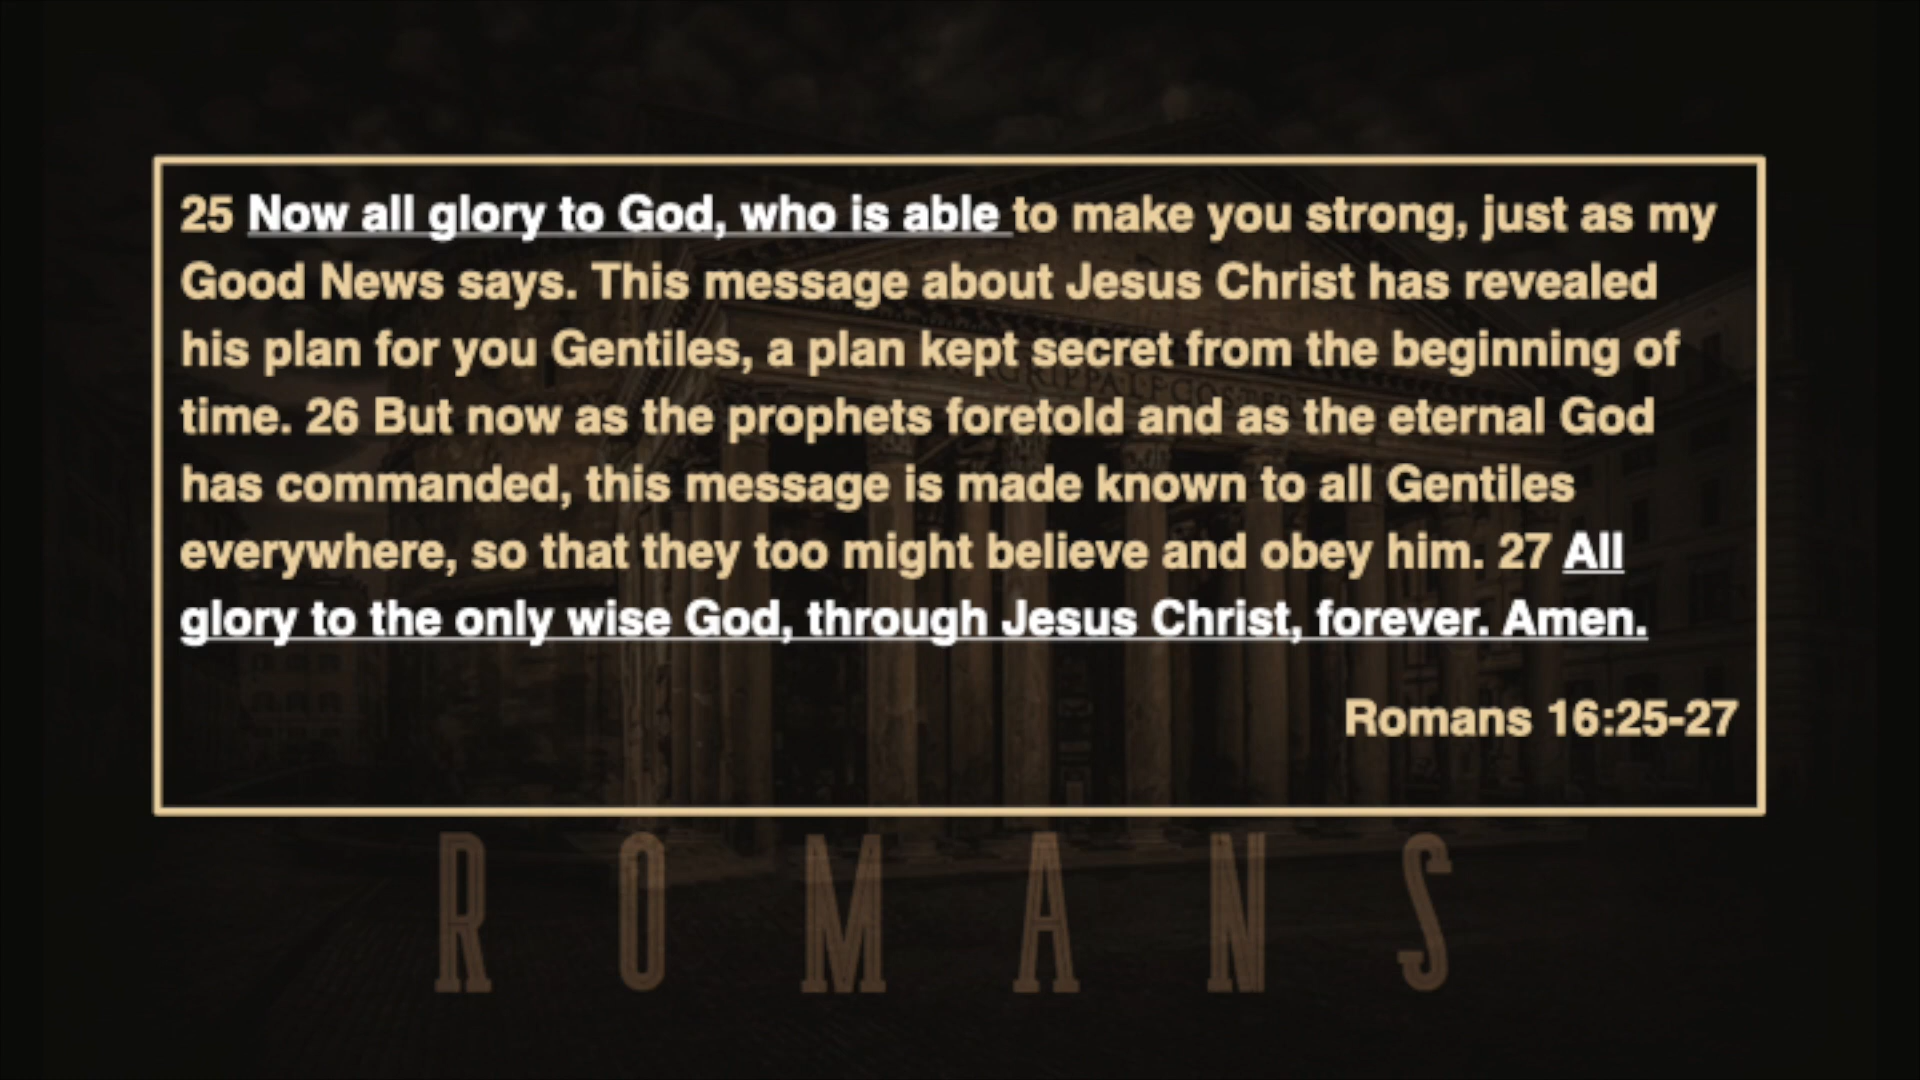 25 Now all glory to God, who is able to make you strong, just as my
Good News says. This message about Jesus Christ has revealed
his plan for you Gentiles, a plan kept secret from the beginning of
time. 26 But now as the prophets foretold and as the eternal God
has commanded, this message is made known to all Gentiles
everywhere, so that they too might believe and obey him. 27 All
glory to the only wise God, through Jesus Christ, forever. Amen.
Romans 16:25-27
ROMANS